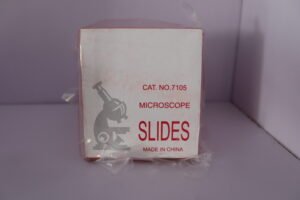 CAT. NO.7105
MICROSCOPE
SLIDES
MADE IN CHINA